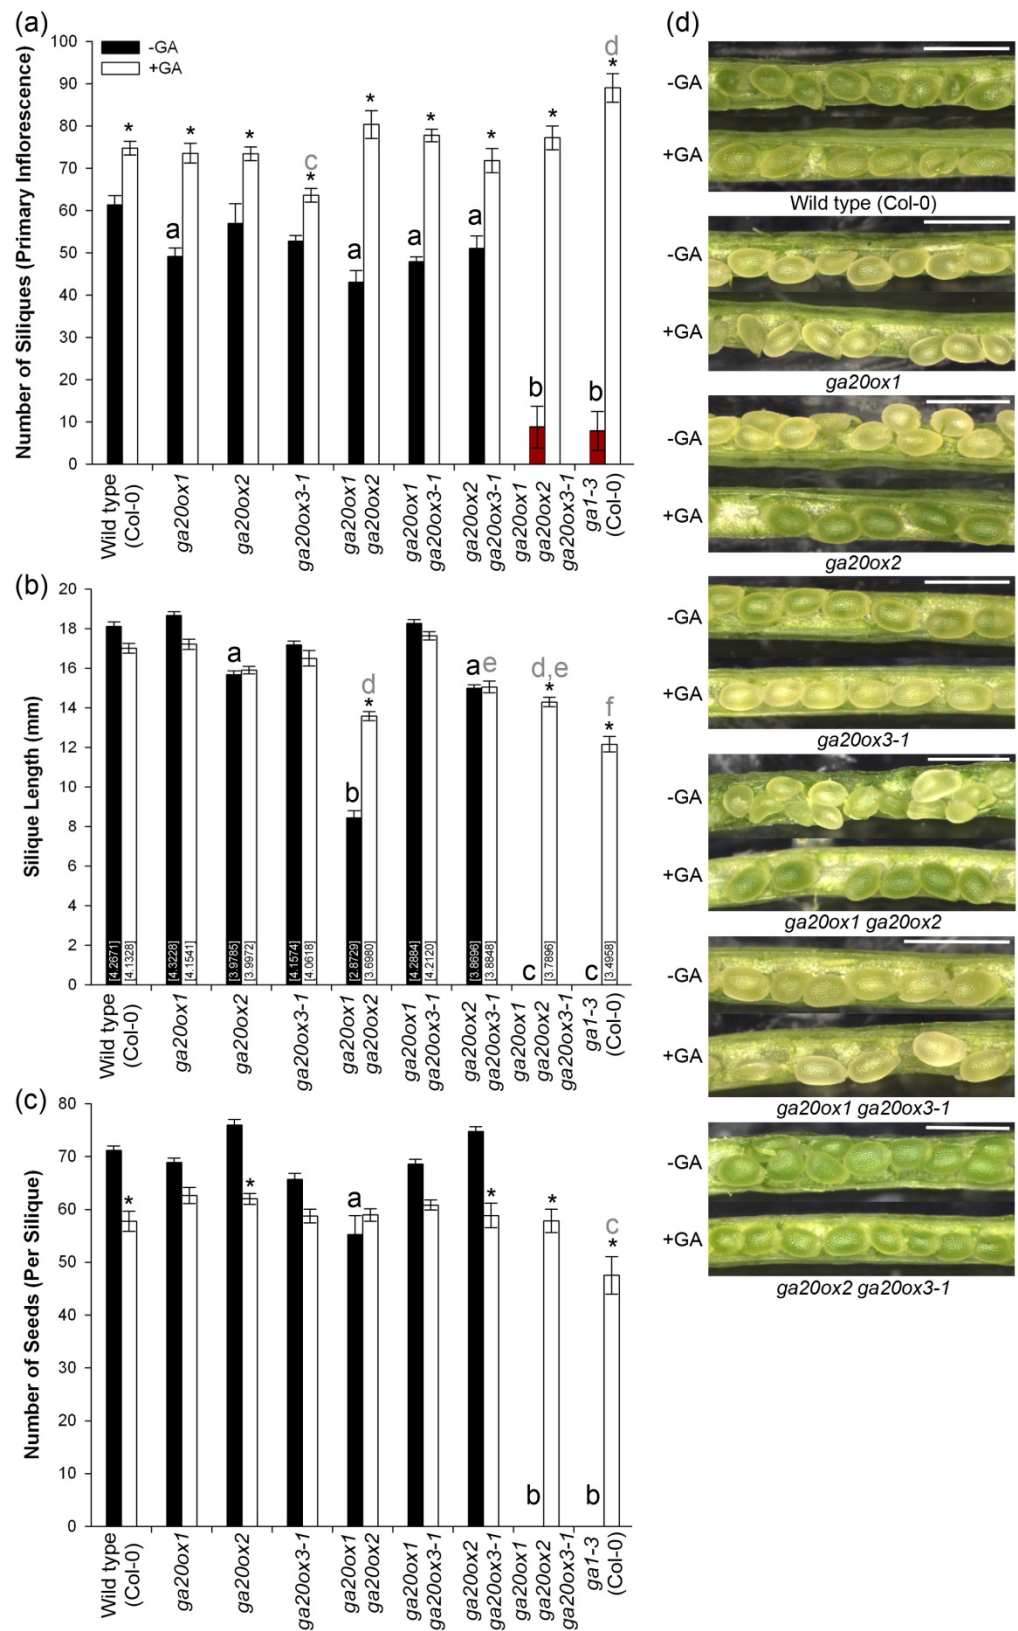 (a)
-GA
+GA
Number of Siliques (Primary Inflorescence)
100
90
80
70
60
50
40
30
20
10
0
*
a
*
*
c
*
a
*
a
*
a
*
b
*
b
d
*
Wild type
(Col-0)
ga20ox1
ga20ox2
ga20ox3-1
ga20ox1
ga20ox2
ga20ox1
ga20ox3-1
ga20ox2
ga20ox3-1
ga20ox1
ga20ox2
ga20ox3-1
ga1-3
(Col-0)
(b)
Silique Length (mm)
20
18
16
14
12
10
8
6
4
2
0
a
b
d
*
a
e
c
d,e
*
c
f
*
[4.2671]
[4.1328]
[4.3228]
[4.1541]
[3.9785]
[3.9972]
[4.1574]
[4.0618]
[2.8729]
[3.6980]
[4.2884]
[4.2120]
[3.8696]
[3.8848]
[3.7896]
[3.4958]
Wild type
(Col-0)
ga20ox1
ga20ox2
ga20ox3-1
ga20ox1
ga20ox2
ga20ox1
ga20ox3-1
ga20ox2
ga20ox3-1
ga20ox1
ga20ox2
ga20ox3-1
ga1-3
(Col-0)
(c)
Number of Seeds (Per Silique)
80
70
60
50
40
30
20
10
0
*
*
a
*
b
*
b
c
*
Wild type
(Col-0)
ga20ox1
ga20ox2
ga20ox3-1
ga20ox1
ga20ox2
ga20ox1
ga20ox3-1
ga20ox2
ga20ox3-1
ga20ox1
ga20ox2
ga20ox3-1
ga1-3
(Col-0)
(d)
-GA
+GA
Wild type (Col-0)
-GA
+GA
ga20ox1
-GA
+GA
ga20ox2
-GA
+GA
ga20ox3-1
-GA
+GA
ga20ox1 ga20ox2
-GA
+GA
ga20ox1 ga20ox3-1
-GA
+GA
ga20ox2 ga20ox3-1